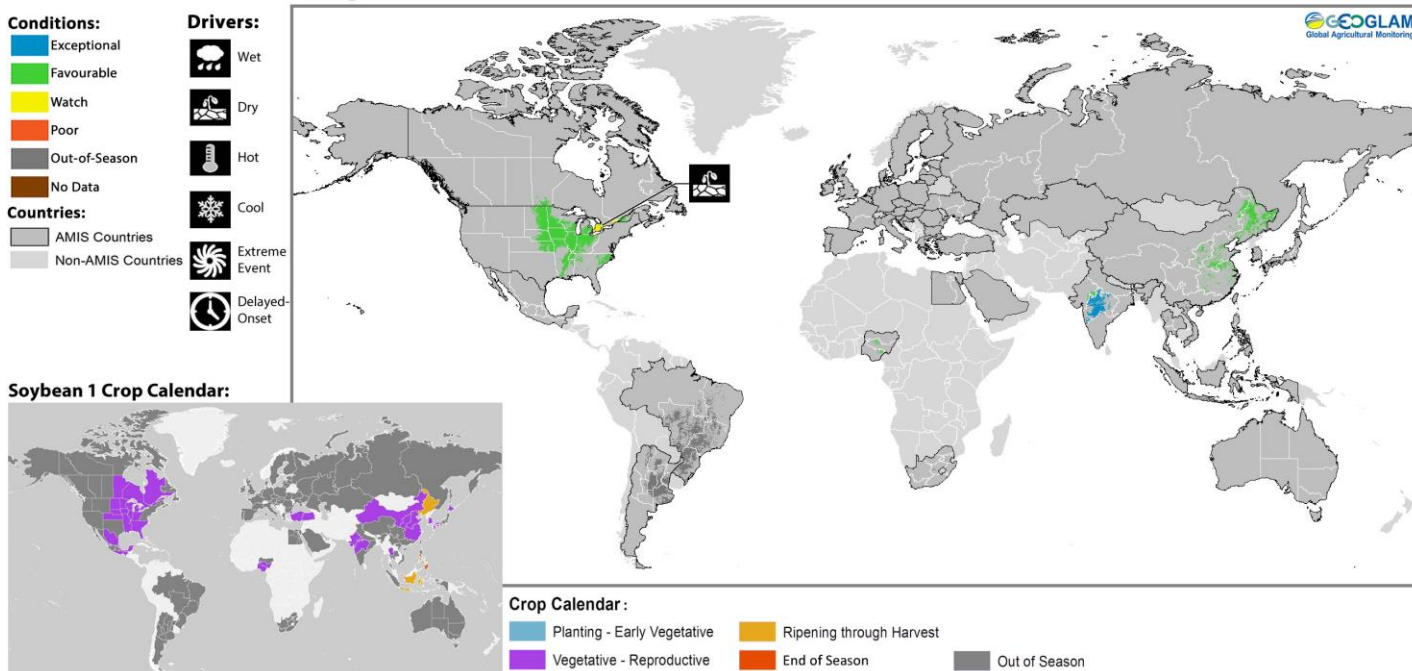 Conditions:
Exceptional
Favourable
Watch
Poor
Out-of-Season
No Data
Countries:
AMIS Countries
Non-AMIS Countries
Drivers:
Wet
Dry
Hot
Cool
Extreme
Event
Delayed-
Onset
GEOGLAM
Global Agricultural Monitoring
Soybean 1 Crop Calendar:
Crop Calendar :
Planting - Early Vegetative
Vegetative - Reproductive
Ripening through Harvest
End of Season
Out of Season